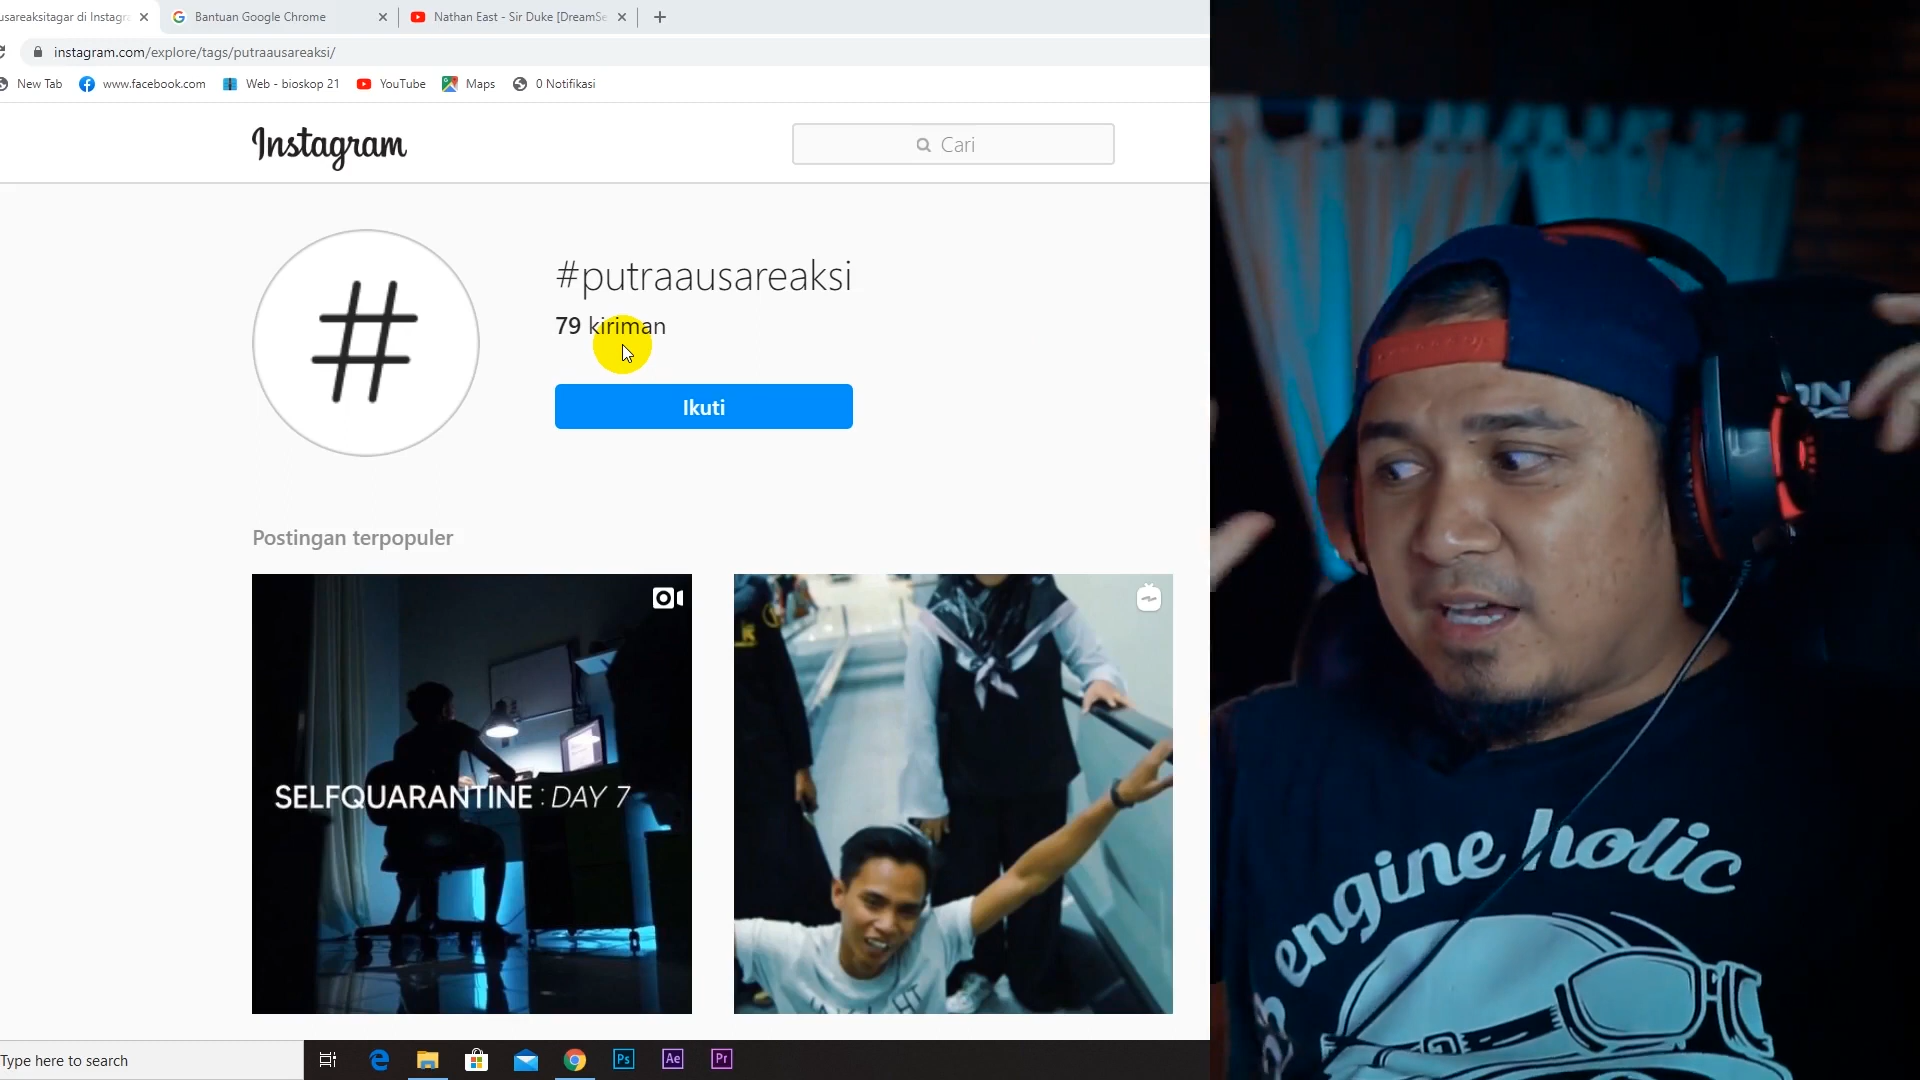 usareaksitagar di Instagr
Bantuan Google Chrome
Nathan East - Sir Duke [DreamSe
instagram.com/explore/tags/putraausareaksi/
New Tab
www.facebook.com
Web - bioskop 21
YouTube
Maps
0 Notifikasi
Instagram
Cari
#putraausareaksi
79 kiriman
Ikuti
Postingan terpopuler
SELFQUARANTINE : DAY 7
engine holic
Type here to search
Ps
Ae
Pr